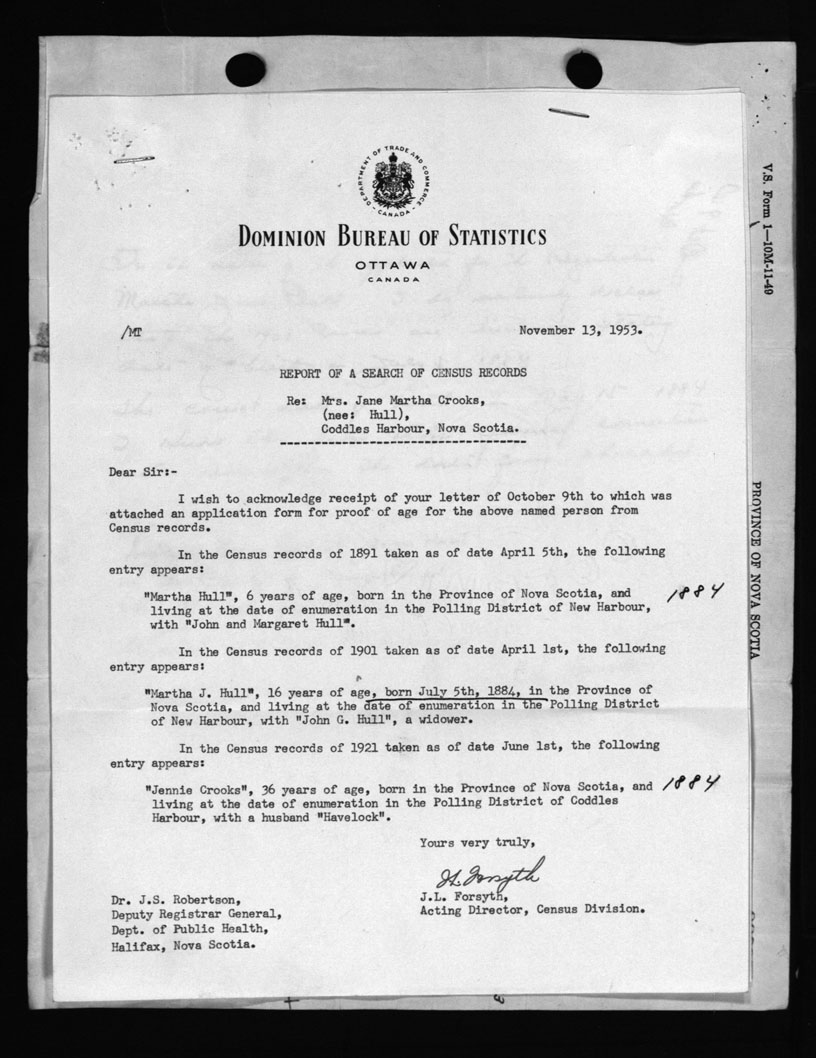 DEPARTMENT OF TRADE AND COMMERCE
CANADA
DOMINION BUREAU OF STATISTICS
OTTAWA
CANADA
/MT
November 13, 1953.
REPORT OF A SEARCH OF CENSUS RECORDS
Re: Mrs. Jane Martha Crooks,
(nee: Hull),
Coddles Harbour, Nova Scotia.
Dear Sir:-
I wish to acknowledge receipt of your letter of October 9th to which was
attached an application form for proof of age for the above named person from
Census records.
In the Census records of 1891 taken as of date April 5th, the following
entry appears:
"Martha Hull", 6 years of age, born in the Province of Nova Scotia, and 1884
living at the date of enumeration in the Polling District of New Harbour,
with "John and Margaret Hull".
In the Census records of 1901 taken as of date April 1st, the following
entry appears:
"Martha J. Hull", 16 years of age, born July 5th, 1884, in the Province of
Nova Scotia, and living at the date of enumeration in the Polling District
of New Harbour, with "John G. Hull", a widower.
In the Census records of 1921 taken as of date June 1st, the following
entry appears:
"Jennie Crooks", 36 years of age, born in the Province of Nova Scotia, and 1884
living at the date of enumeration in the Polling District of Coddles
Harbour, with a husband "Havelock".
Yours very truly,
J.L. Forsyth
J.L. Forsyth,
Acting Director, Census Division.
Dr. J.S. Robertson,
Deputy Registrar General,
Dept. of Public Health,
Halifax, Nova Scotia.
V.S. Form 1—10M-11-49
PROVINCE OF NOVA SCOTIA